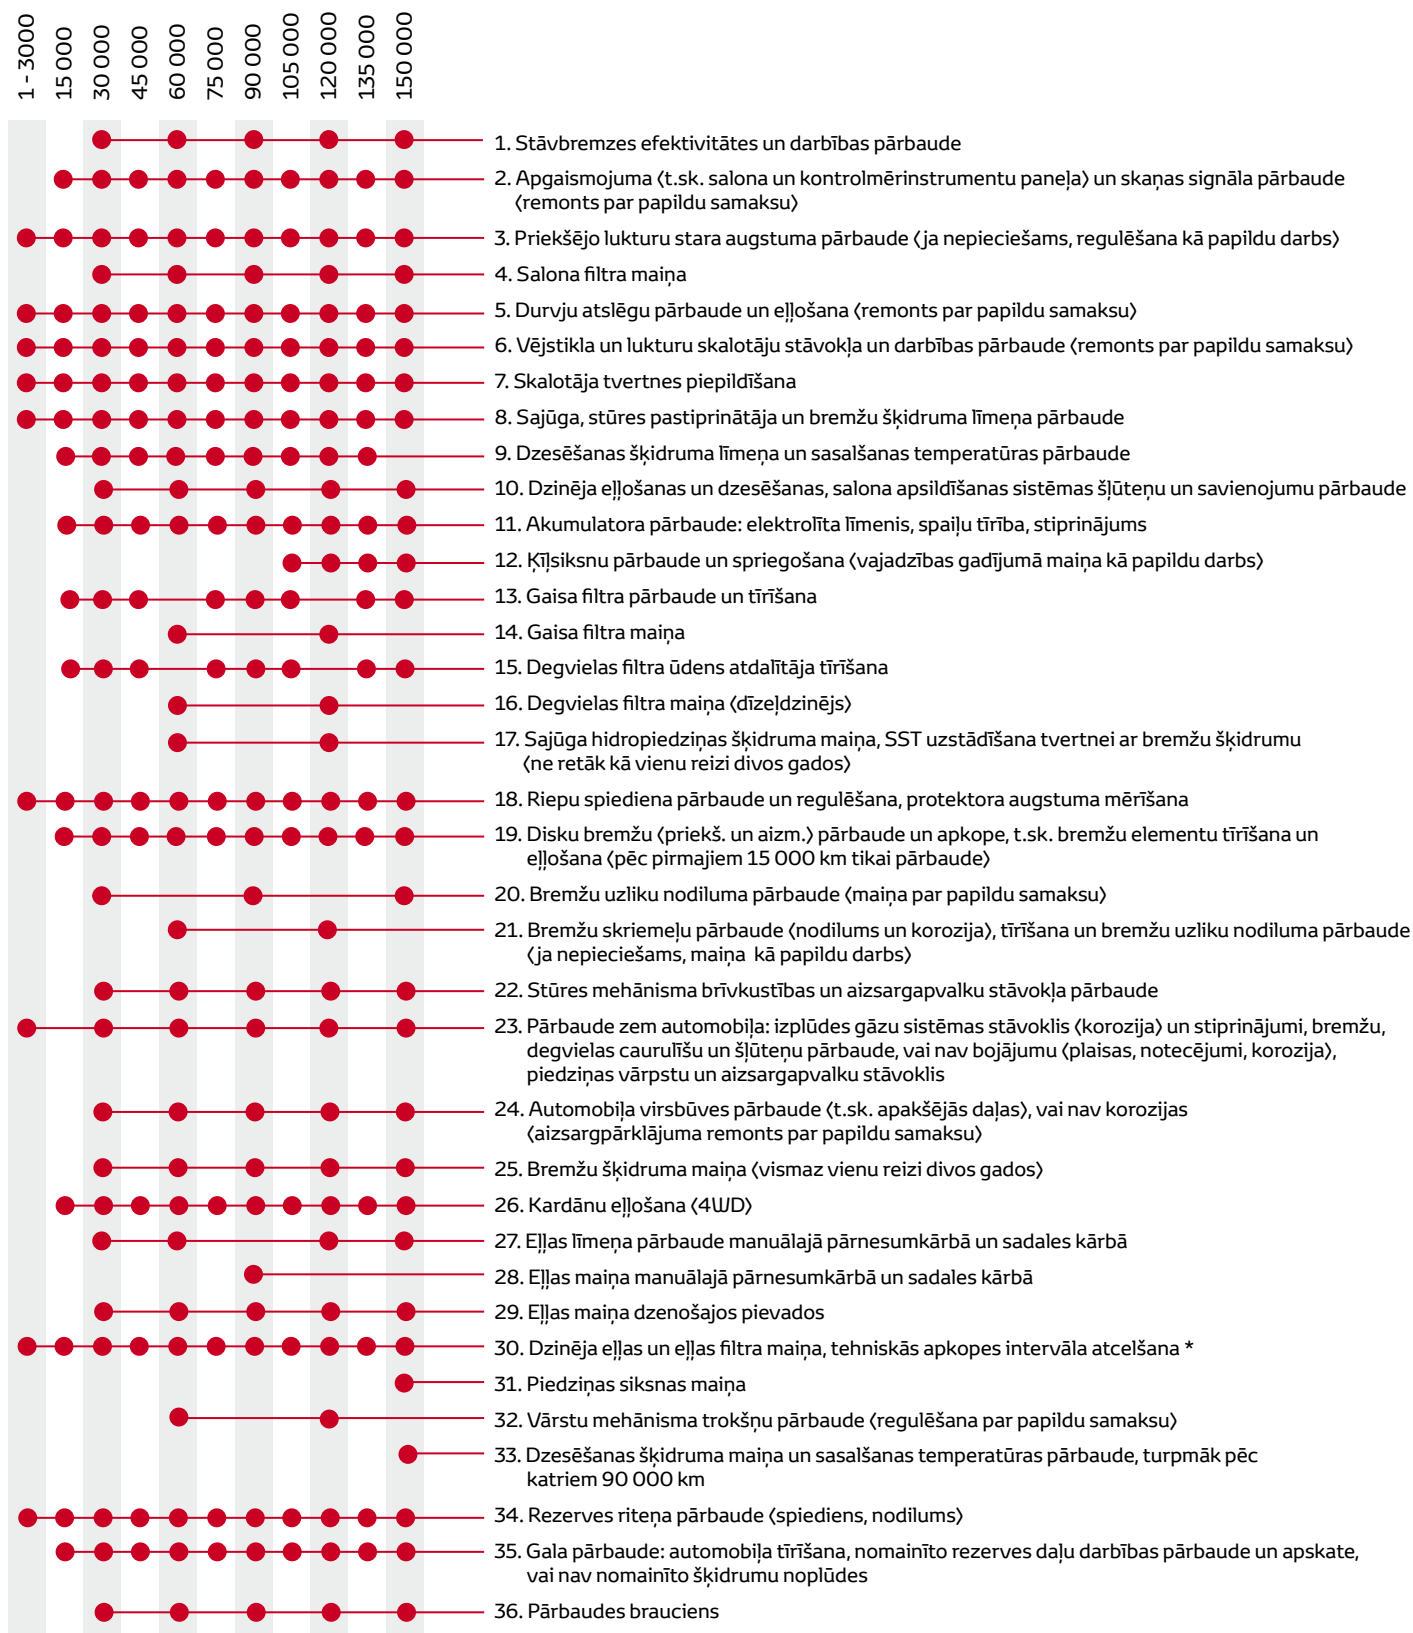 1 - 3000
15 000
30 000
45 000
60 000
75 000
90 000
105 000
120 000
135 000
150 000
1. Stāvbremzes efektivitātes un darbības pārbaude
2. Apgaismojuma (t.sk. salona un kontrolmērinstrumentu paneļa) un skaņas signāla pārbaude
(remonts par papildu samaksu)
3. Priekšējo lukturu stara augstuma pārbaude (ja nepieciešams, regulēšana kā papildu darbs)
4. Salona filtra maiņa
5. Durvju atslēgu pārbaude un eļļošana (remonts par papildu samaksu)
6. Vējstikla un lukturu skalotāju stāvokļa un darbības pārbaude (remonts par papildu samaksu)
7. Skalotāja tvertnes piepildīšana
8. Sajūga, stūres pastiprinātāja un bremžu šķidruma līmeņa pārbaude
9. Dzesēšanas šķidruma līmeņa un sasalšanas temperatūras pārbaude
10. Dzinēja eļļošanas un dzesēšanas, salona apsildīšanas sistēmas šļūteņu un savienojumu pārbaude
11. Akumulatora pārbaude: elektrolīta līmenis, spaiļu tīrība, stiprinājums
12. Ķīļsiksnu pārbaude un spriegošana (vajadzības gadījumā maiņa kā papildu darbs)
13. Gaisa filtra pārbaude un tīrīšana
14. Gaisa filtra maiņa
15. Degvielas filtra ūdens atdalītāja tīrīšana
16. Degvielas filtra maiņa (dīzeļdzinējs)
17. Sajūga hidropiedziņas šķidruma maiņa, SST uzstādīšana tvertnei ar bremžu šķidrumu
(ne retāk kā vienu reizi divos gados)
18. Riepu spiediena pārbaude un regulēšana, protektora augstuma mērīšana
19. Disku bremžu (priekš. un aizm.) pārbaude un apkope, t.sk. bremžu elementu tīrīšana un
eļļošana (pēc pirmajiem 15 000 km tikai pārbaude)
20. Bremžu uzliku nodiluma pārbaude (maiņa par papildu samaksu)
21. Bremžu skriemeļu pārbaude (nodilums un korozija), tīrīšana un bremžu uzliku nodiluma pārbaude
(ja nepieciešams, maiņa kā papildu darbs)
22. Stūres mehānisma brīvkustības un aizsargapvalku stāvokļa pārbaude
23. Pārbaude zem automobiļa: izplūdes gāzu sistēmas stāvoklis (korozija) un stiprinājumi, bremžu,
degvielas caurulīšu un šļūteņu pārbaude, vai nav bojājumu (plaisas, notecējumi, korozija),
piedziņas vārpstu un aizsargapvalku stāvoklis
24. Automobiļa virsbūves pārbaude (t.sk. apakšējās daļas), vai nav korozijas
(aizsargpārklājuma remonts par papildu samaksu)
25. Bremžu šķidruma maiņa (vismaz vienu reizi divos gados)
26. Kardānu eļļošana (4WD)
27. Eļļas līmeņa pārbaude manuālajā pārnesumkārbā un sadales kārbā
28. Eļļas maiņa manuālajā pārnesumkārbā un sadales kārbā
29. Eļļas maiņa dzenošajos pievados
30. Dzinēja eļļas un eļļas filtra maiņa, tehniskās apkopes intervāla atcelšana *
31. Piedziņas siksnas maiņa
32. Vārstu mehānisma trokšņu pārbaude (regulēšana par papildu samaksu)
33. Dzesēšanas šķidruma maiņa un sasalšanas temperatūras pārbaude, turpmāk pēc
katriem 90 000 km
34. Rezerves riteņa pārbaude (spiediens, nodilums)
35. Gala pārbaude: automobiļa tīrīšana, nomainīto rezerves daļu darbības pārbaude un apskate,
vai nav nomainīto šķidrumu noplūdes
36. Pārbaudes brauciens